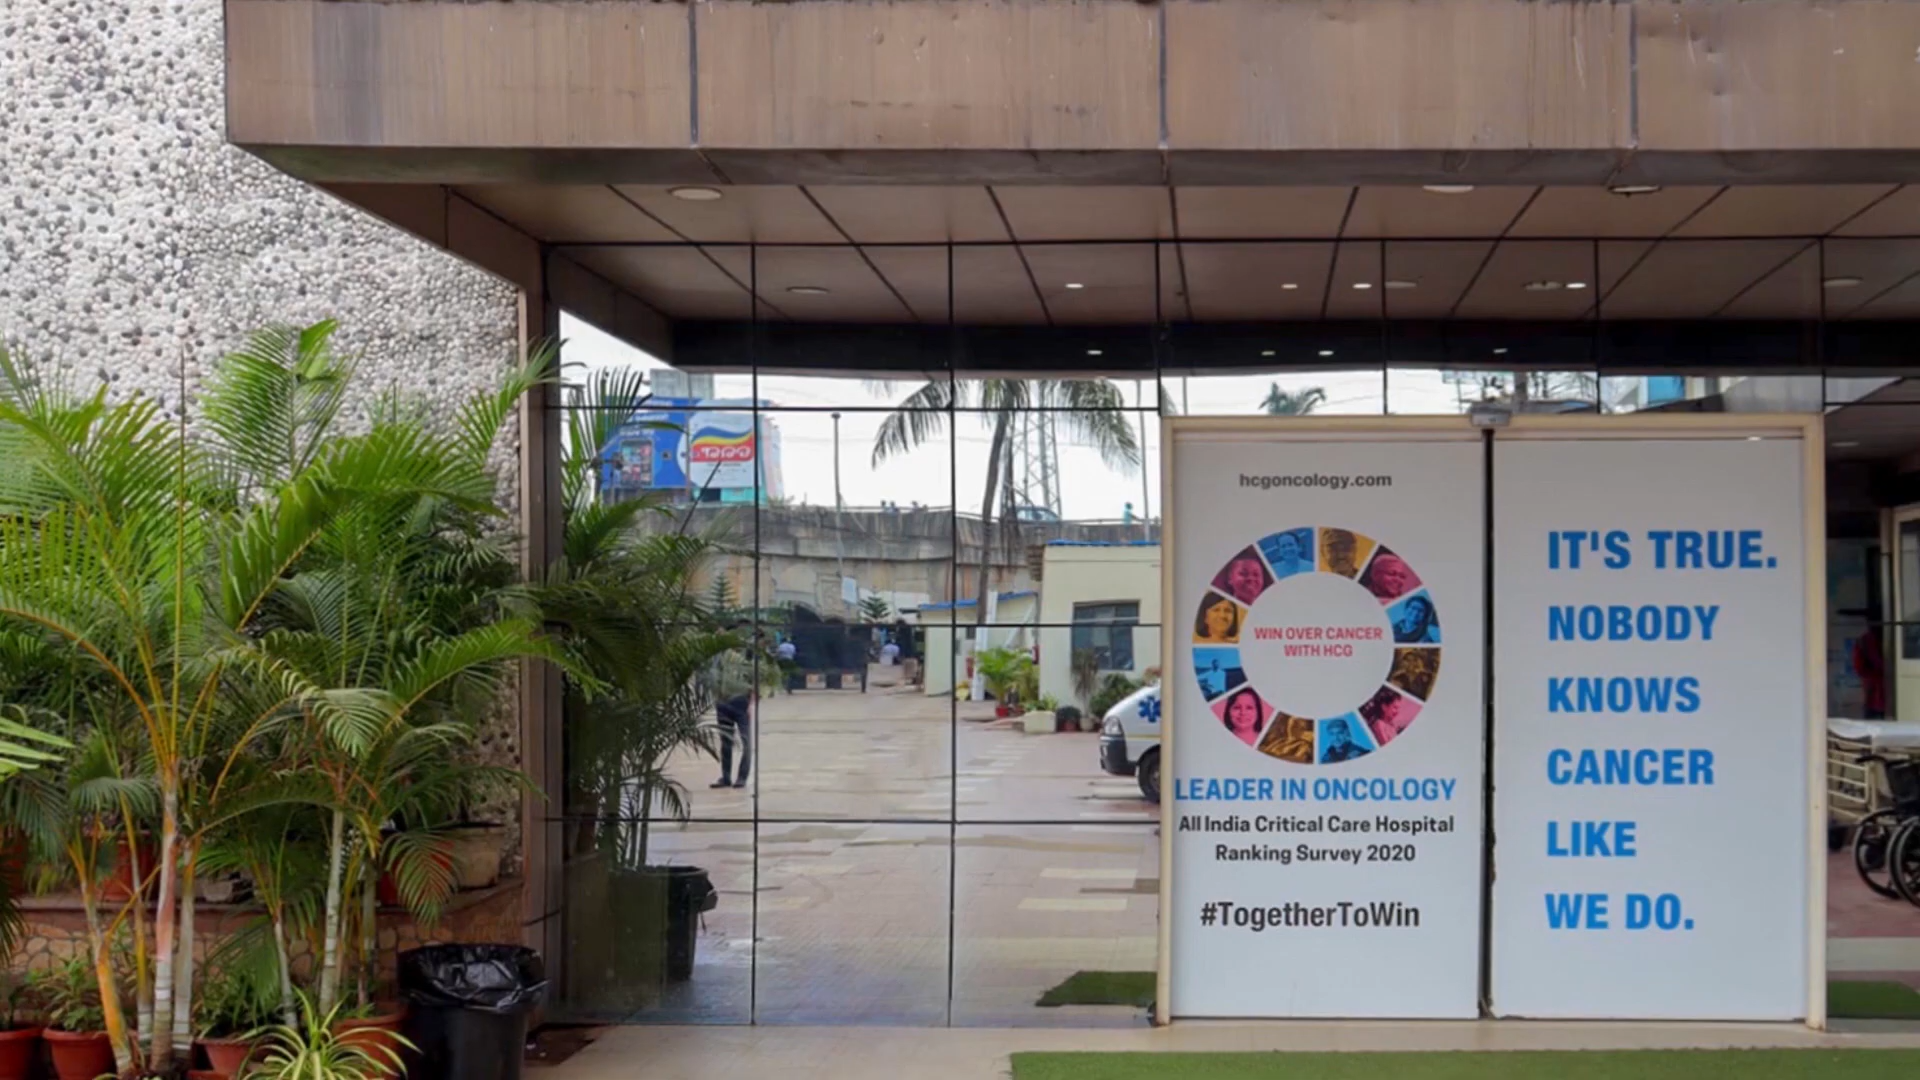 hcgoncology.com
WIN OVER CANCER
WITH HCG
LEADER IN ONCOLOGY
All India Critical Care Hospital
Ranking Survey 2020
#TogetherToWin
IT'S TRUE.
NOBODY
KNOWS
CANCER
LIKE
WE DO.